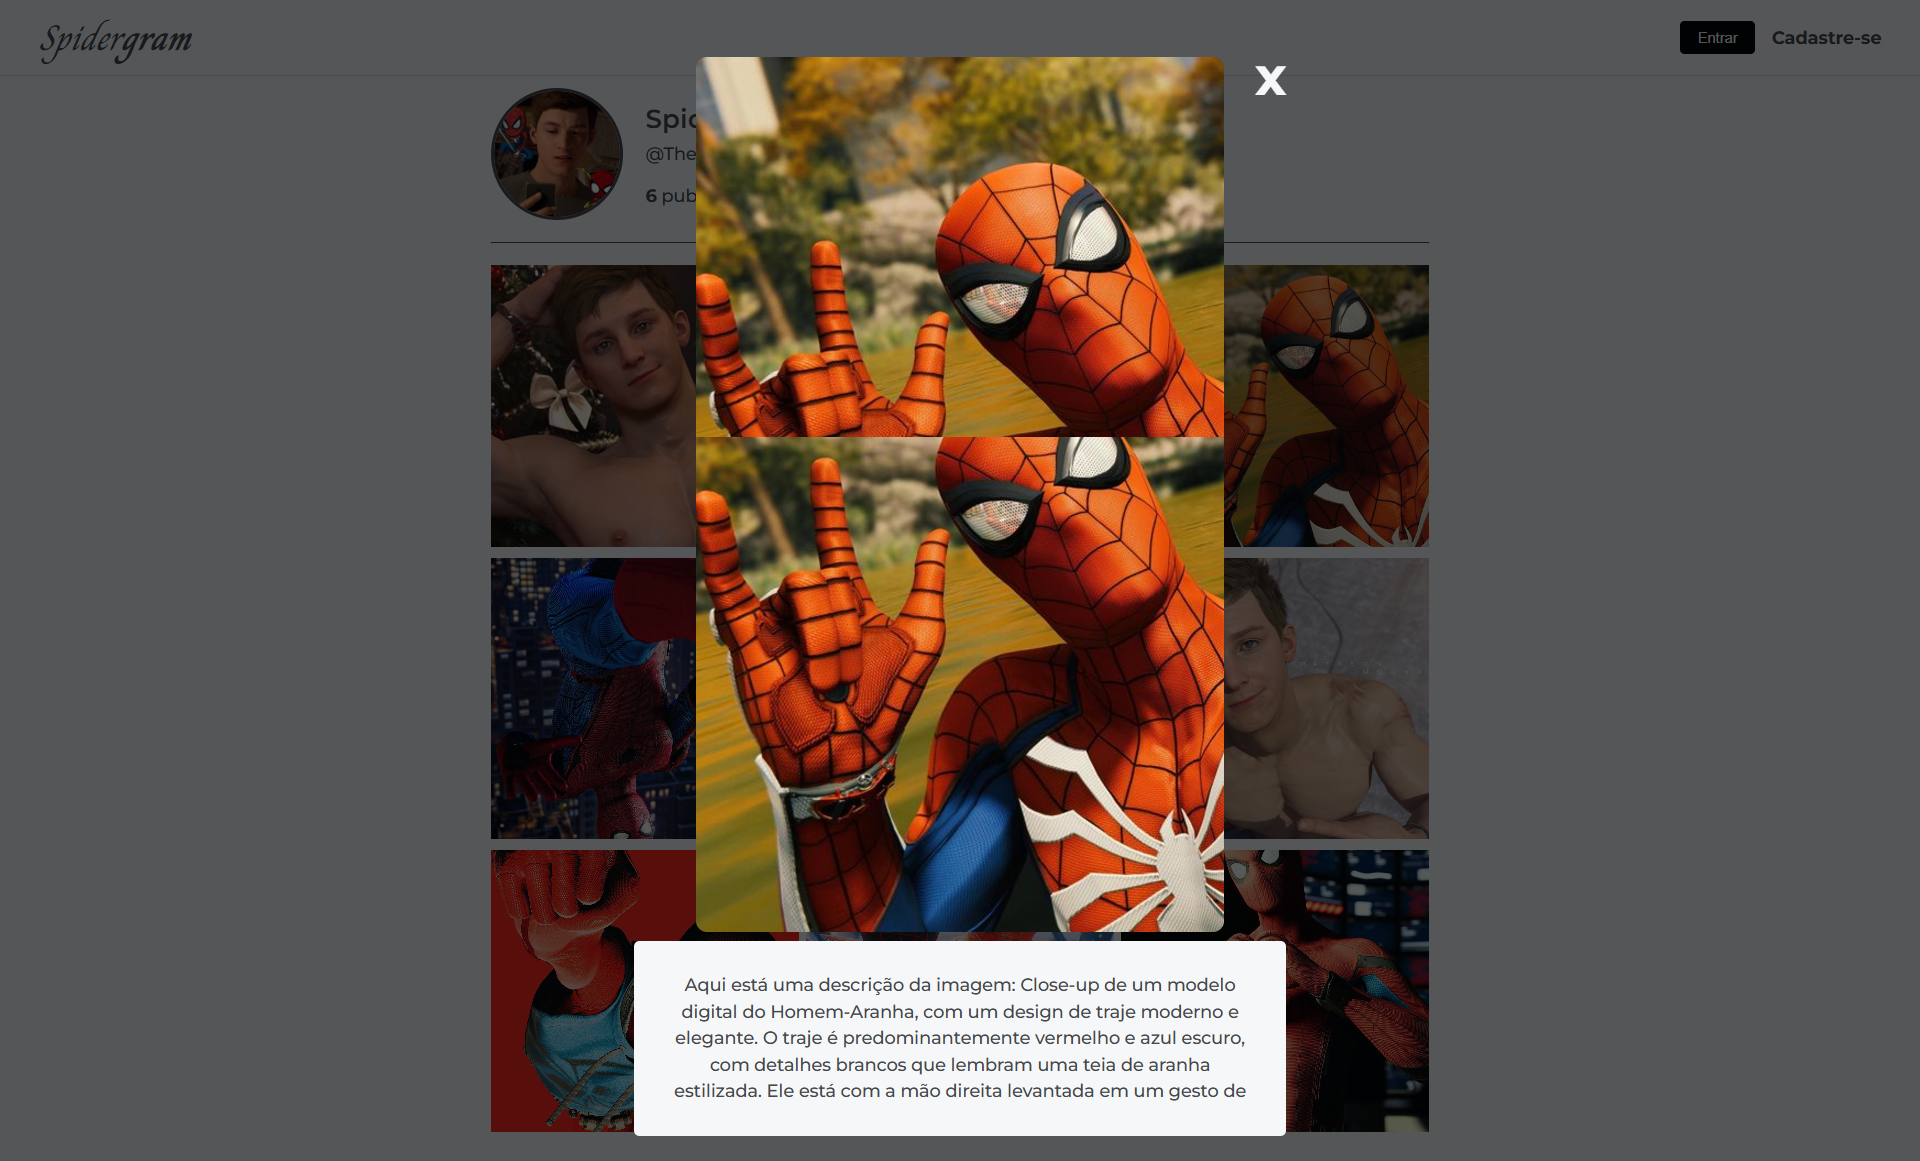 Spidergram
Entrar
Cadastre-se
X
Spid
@The
6 pub
Aqui está uma descrição da imagem: Close-up de um modelo
digital do Homem-Aranha, com um design de traje moderno e
elegante. O traje é predominantemente vermelho e azul escuro,
com detalhes brancos que lembram uma teia de aranha
estilizada. Ele está com a mão direita levantada em um gesto de